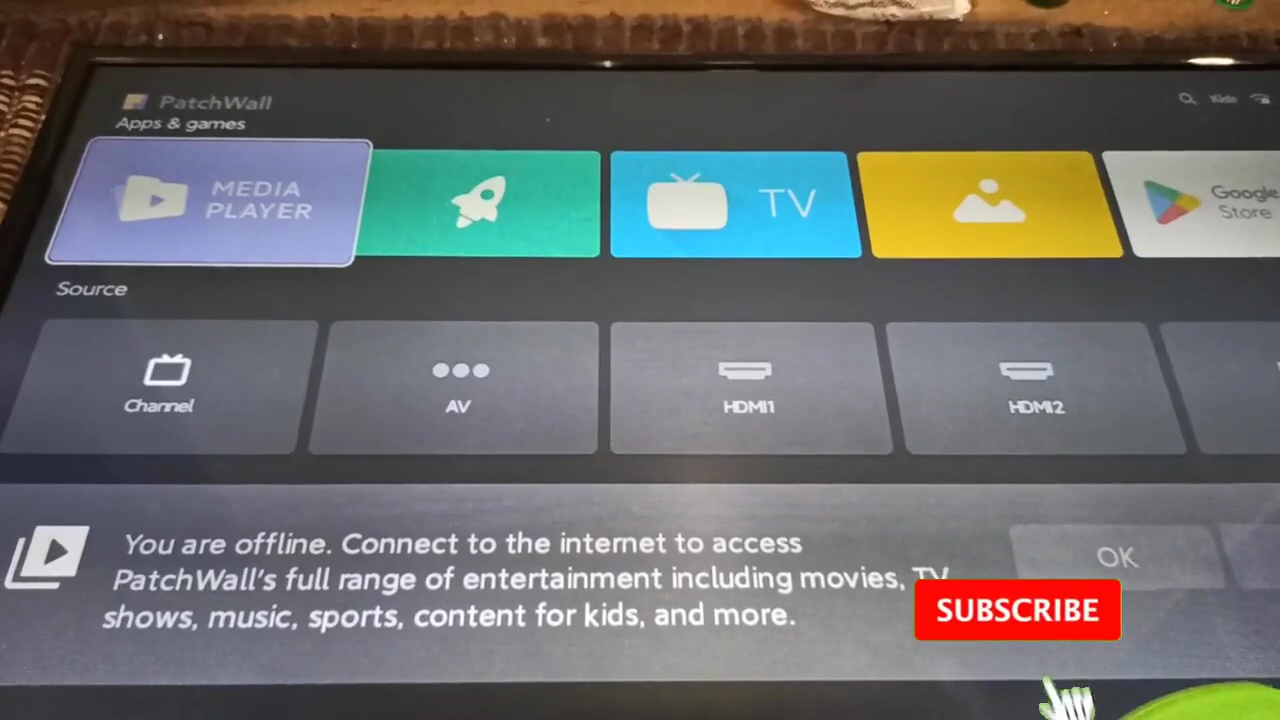 PatchWall
Kids
Apps & games
MEDIA
PLAYER
TV
Google
Store
Source
Channel
AV
HDMI1
HDMI2
You are offline. Connect to the internet to access
PatchWall's full range of entertainment including movies, TV
shows, music, sports, content for kids, and more.
OK
SUBSCRIBE